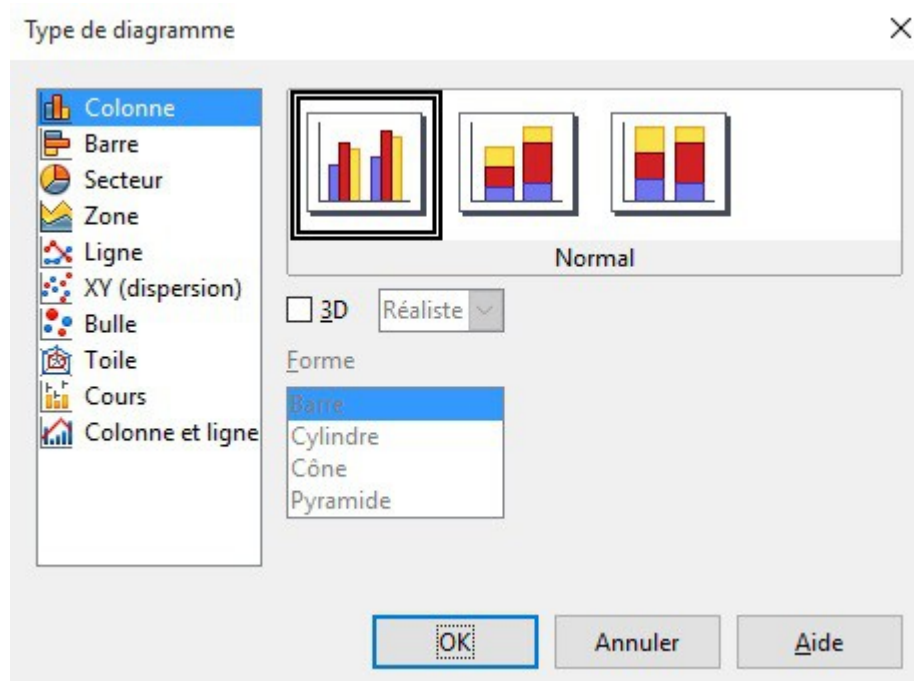 Type de diagramme
Colonne
Barre
Secteur
Zone
Ligne
XY (dispersion)
Bulle
Toile
Cours
Colonne et ligne
Normal
3D Réaliste
Forme
Barre
Cylindre
Cône
Pyramide
OK Annuler Aide